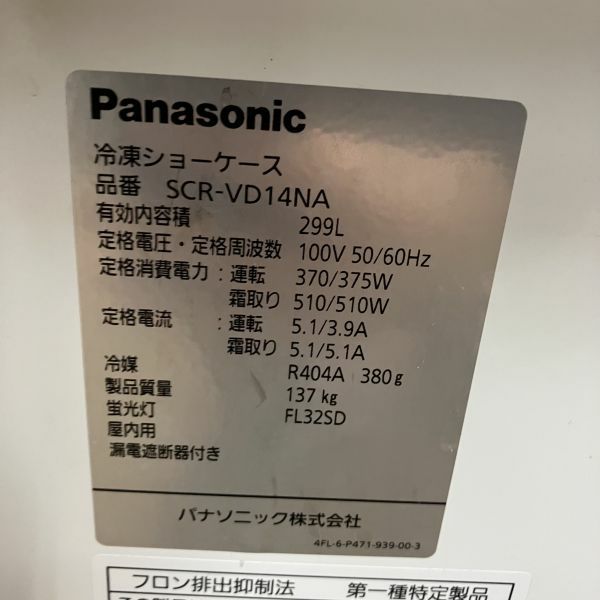 Panasonic
冷凍ショーケース
品番 SCR-VD14NA
有効内容積 299L
定格電圧・定格周波数 100V 50/60Hz
定格消費電力:運転 370/375W
霜取り 510/510W
定格電流 :運転 5.1/3.9A
霜取り 5.1/5.1A
冷媒 R404A 380g
製品質量 137kg
蛍光灯 FL32SD
屋内用
漏電遮断器付き
パナソニック株式会社
4FL-6-P471-939-00-3
フロン排出抑制法 第一種特定製品